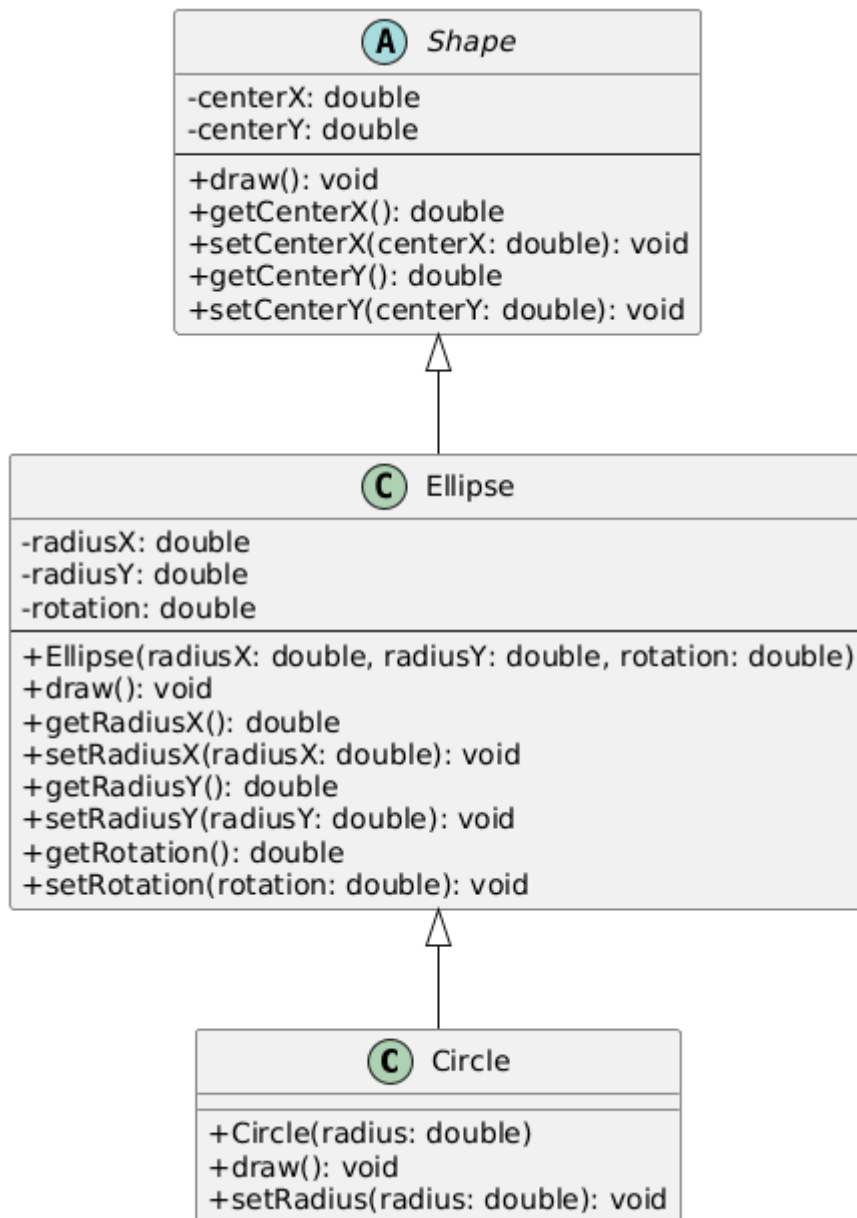 A Shape
-centerX: double
-centerY: double
+draw(): void
+getCenterX(): double
+setCenterX(centerX: double): void
+getCenterY(): double
+setCenterY(centerY: double): void
C Ellipse
-radiusX: double
-radiusY: double
-rotation: double
+Ellipse(radiusX: double, radiusY: double, rotation: double)
+draw(): void
+getRadiusX(): double
+setRadiusX(radiusX: double): void
+getRadiusY(): double
+setRadiusY(radiusY: double): void
+getRotation(): double
+setRotation(rotation: double): void
C Circle
+Circle(radius: double)
+draw(): void
+setRadius(radius: double): void